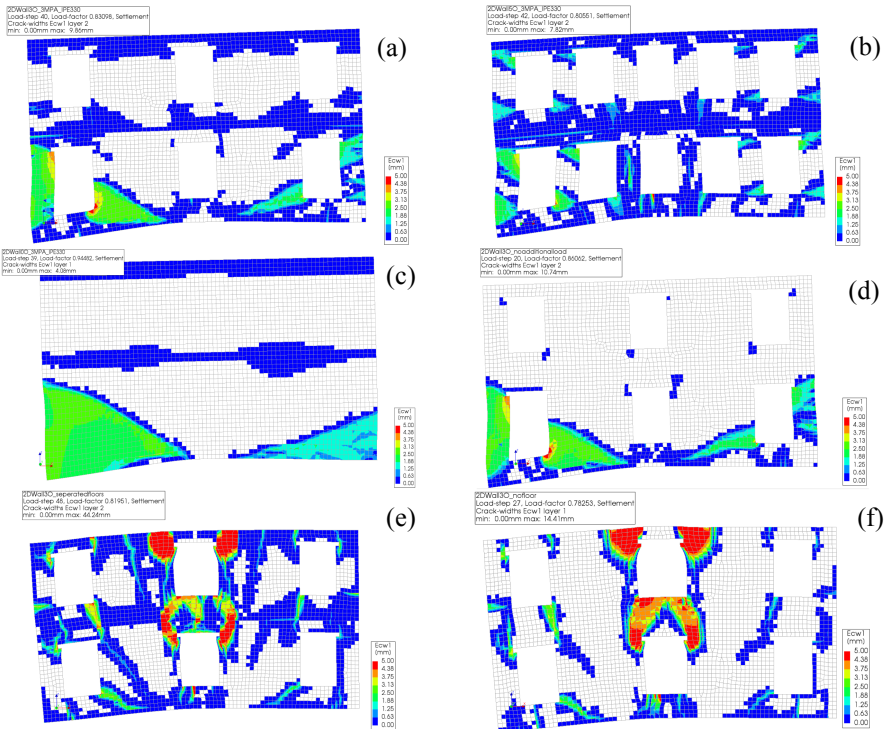 2DWall3O_3MPA_IPE330
Load-step 40, Load-factor 0.83098, Settlement
Crack-widths Ecw1 layer 2
min: 0.00mm max: 9.86mm
(a)
Ecw1
(mm)
5.00
4.38
3.75
3.13
2.50
1.88
1.25
0.63
0.00
2DWall5O_3MPA_IPE330
Load-step 42, Load-factor 0.80551, Settlement
Crack-widths Ecw1 layer 2
min: 0.00mm max: 7.82mm
(b)
Ecw1
(mm)
5.00
4.38
3.75
3.13
2.50
1.88
1.25
0.63
0.00
2DWall0O_3MPA_IPE330
Load-step 39, Load-factor 0.94482, Settlement
Crack-widths Ecw1 layer 1
min: 0.00mm max: 4.08mm
(c)
Ecw1
(mm)
5.00
4.38
3.75
3.13
2.50
1.88
1.25
0.63
0.00
2DWall3O_noadditionalload
Load-step 20, Load-factor 0.86062, Settlement
Crack-widths Ecw1 layer 2
min: 0.00mm max: 10.74mm
(d)
Ecw1
(mm)
5.00
4.38
3.75
3.13
2.50
1.88
1.25
0.63
0.00
2DWall3O_seperatedfloors
Load-step 48, Load-factor 0.81951, Settlement
Crack-widths Ecw1 layer 2
min: 0.00mm max: 44.24mm
(e)
Ecw1
(mm)
5.00
4.38
3.75
3.13
2.50
1.88
1.25
0.63
0.00
2DWall3O_nofloor
Load-step 27, Load-factor 0.78253, Settlement
Crack-widths Ecw1 layer 1
min: 0.00mm max: 14.41mm
(f)
Ecw1
(mm)
5.00
4.38
3.75
3.13
2.50
1.88
1.25
0.63
0.00